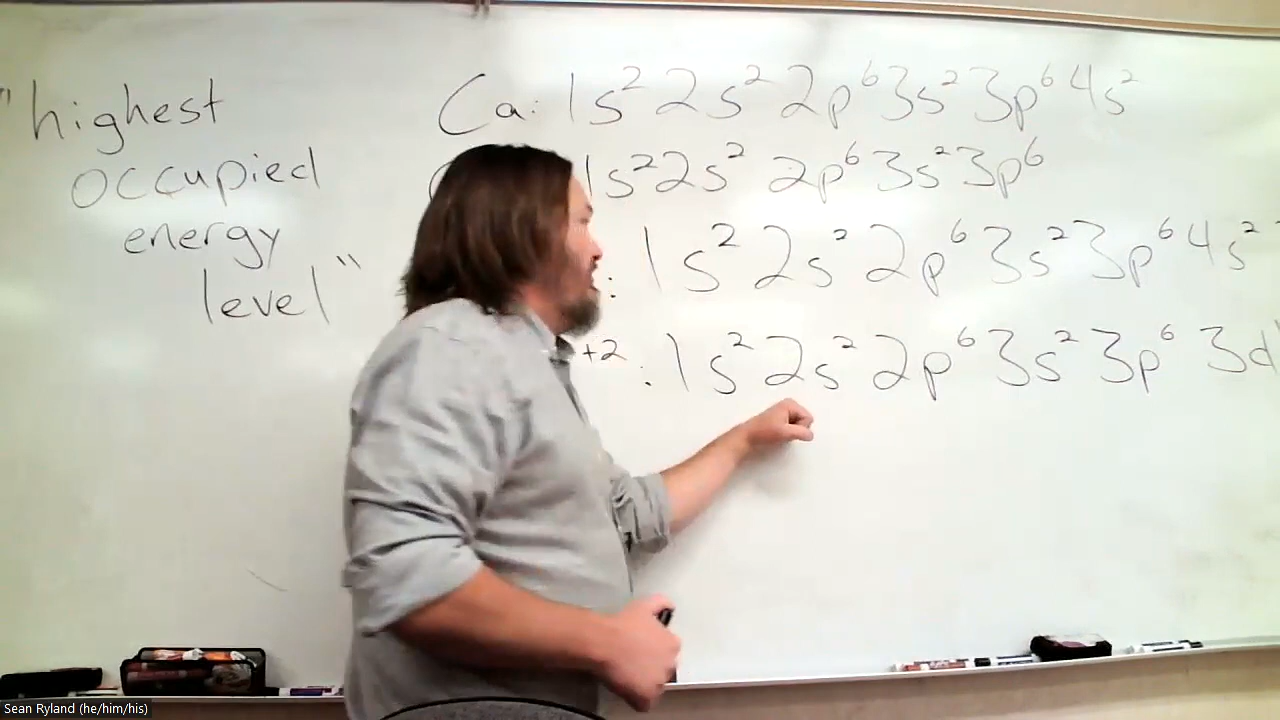 "highest
occupied
energy
level"
Ca: 1s² 2s² 2p⁶ 3s² 3p⁶ 4s²
1s² 2s² 2p⁶ 3s² 3p⁶
: 1s² 2s² 2p⁶ 3s² 3p⁶ 4s²
+2 : 1s² 2s² 2p⁶ 3s² 3p⁶ 3d
Sean Ryland (he/him/his)